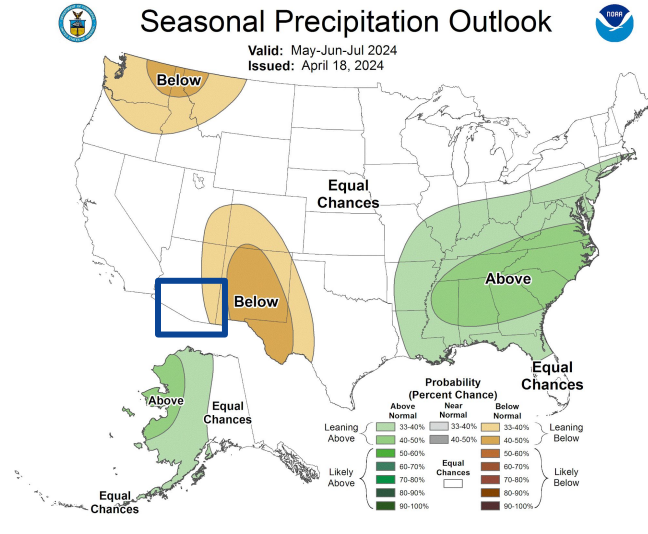 Seasonal Precipitation Outlook
NOAA
Valid: May-Jun-Jul 2024
Issued: April 18, 2024
Below
Equal
Chances
Above
Below
Equal
Chances
Above
Equal
Chances
Equal
Chances
Probability
(Percent Chance)
Above
Normal
Near
Normal
Below
Normal
Leaning
Above
33-40%
33-40%
33-40%
Leaning
Below
40-50%
40-50%
40-50%
Likely
Above
50-60%
60-70%
70-80%
80-90%
90-100%
Equal
Chances
50-60%
60-70%
70-80%
80-90%
90-100%
Likely
Below